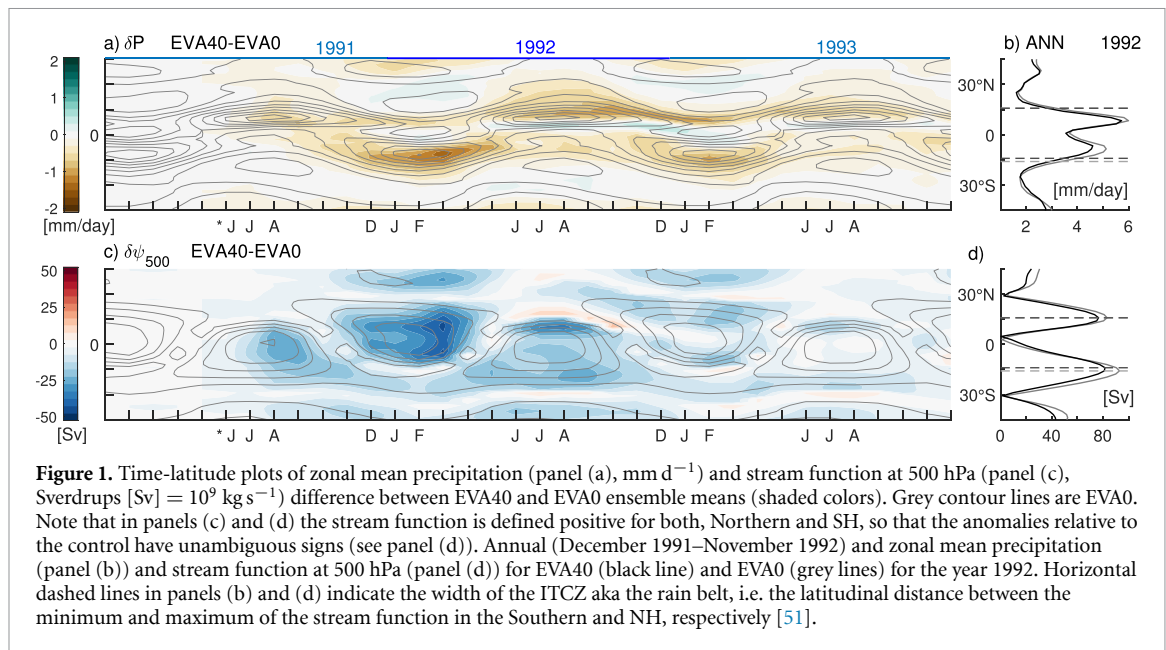 a) δP EVA40-EVA0 1991 1992 1993 b) ANN 1992
2
1
0
-1
-2
[mm/day]
0
* J J A D J F J J A D J F J J A
30°N
0
30°S
[mm/day]
2 4 6
c) δψ500 EVA40-EVA0 d)
50
25
0
-25
-50
[Sv]
0
* J J A D J F J J A D J F J J A
30°N
0
30°S
[Sv]
0 40 80
Figure 1. Time-latitude plots of zonal mean precipitation (panel (a), mm d−1) and stream function at 500 hPa (panel (c),
Sverdrups [Sv] = 10⁹ kg s−1) difference between EVA40 and EVA0 ensemble means (shaded colors). Grey contour lines are EVA0.
Note that in panels (c) and (d) the stream function is defined positive for both, Northern and SH, so that the anomalies relative to
the control have unambiguous signs (see panel (d)). Annual (December 1991–November 1992) and zonal mean precipitation
(panel (b)) and stream function at 500 hPa (panel (d)) for EVA40 (black line) and EVA0 (grey lines) for the year 1992. Horizontal
dashed lines in panels (b) and (d) indicate the width of the ITCZ aka the rain belt, i.e. the latitudinal distance between the
minimum and maximum of the stream function in the Southern and NH, respectively [51].